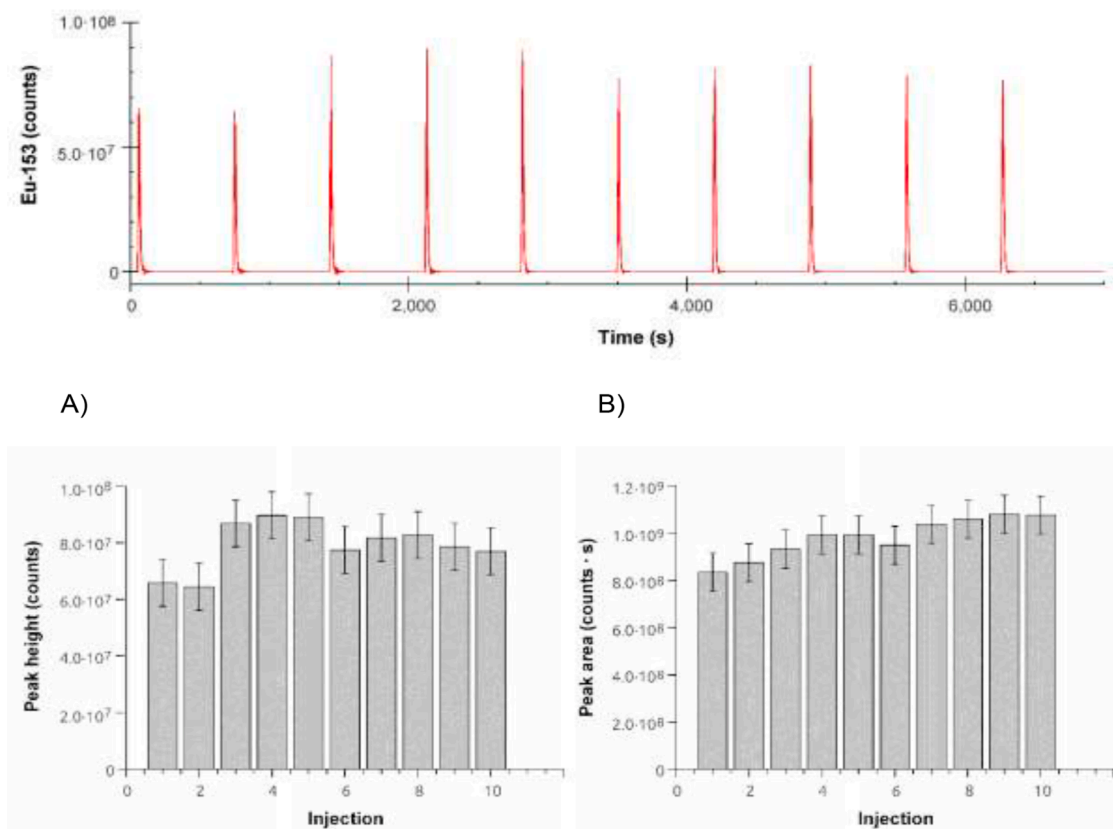 1.0·10⁸
5.0·10⁷
0
Eu-153 (counts)
0 2,000 4,000 6,000
Time (s)
A) B)
1.0·10⁸
8.0·10⁷
6.0·10⁷
4.0·10⁷
2.0·10⁷
0
Peak height (counts)
0 2 4 6 8 10
Injection
1.2·10⁹
1.0·10⁹
8.0·10⁸
6.0·10⁸
4.0·10⁸
2.0·10⁸
0
Peak area (counts · s)
0 2 4 6 8 10
Injection